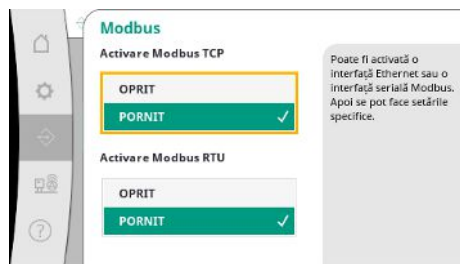 Modbus
Activare Modbus TCP
OPRIT
PORNIT
Activare Modbus RTU
OPRIT
PORNIT
Poate fi activată o
interfață Ethernet sau o
interfață serială Modbus.
Apoi se pot face setările
specifice.